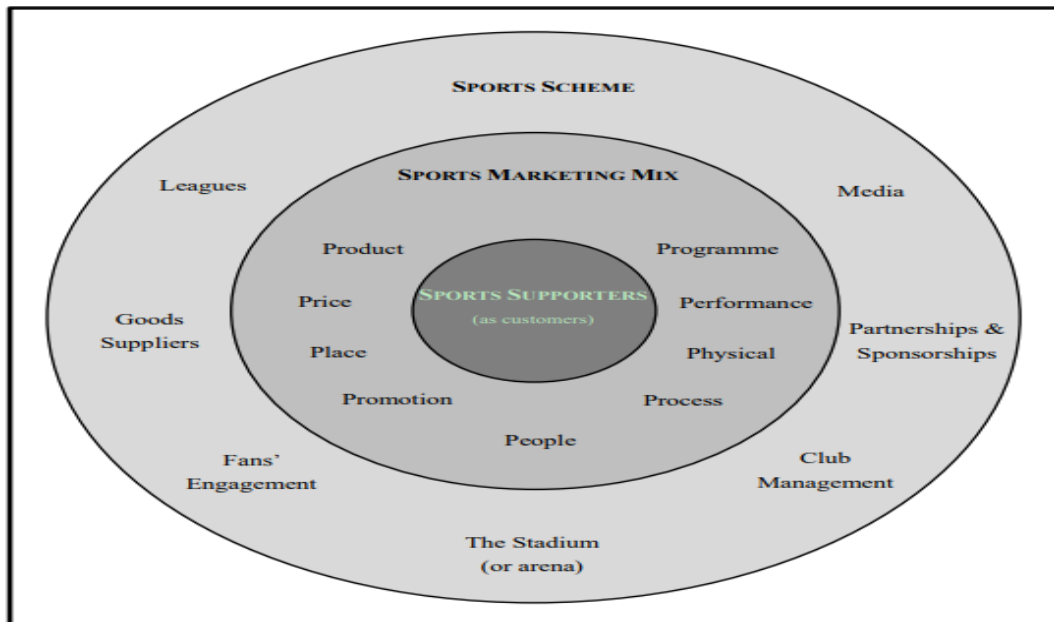 SPORTS SCHEME
Leagues
Media
SPORTS MARKETING MIX
Product
Programme
SPORTS SUPPORTERS
(as customers)
Price
Performance
Goods
Suppliers
Partnerships &
Sponsorships
Place
Physical
Promotion
Process
People
Fans'
Engagement
Club
Management
The Stadium
(or arena)